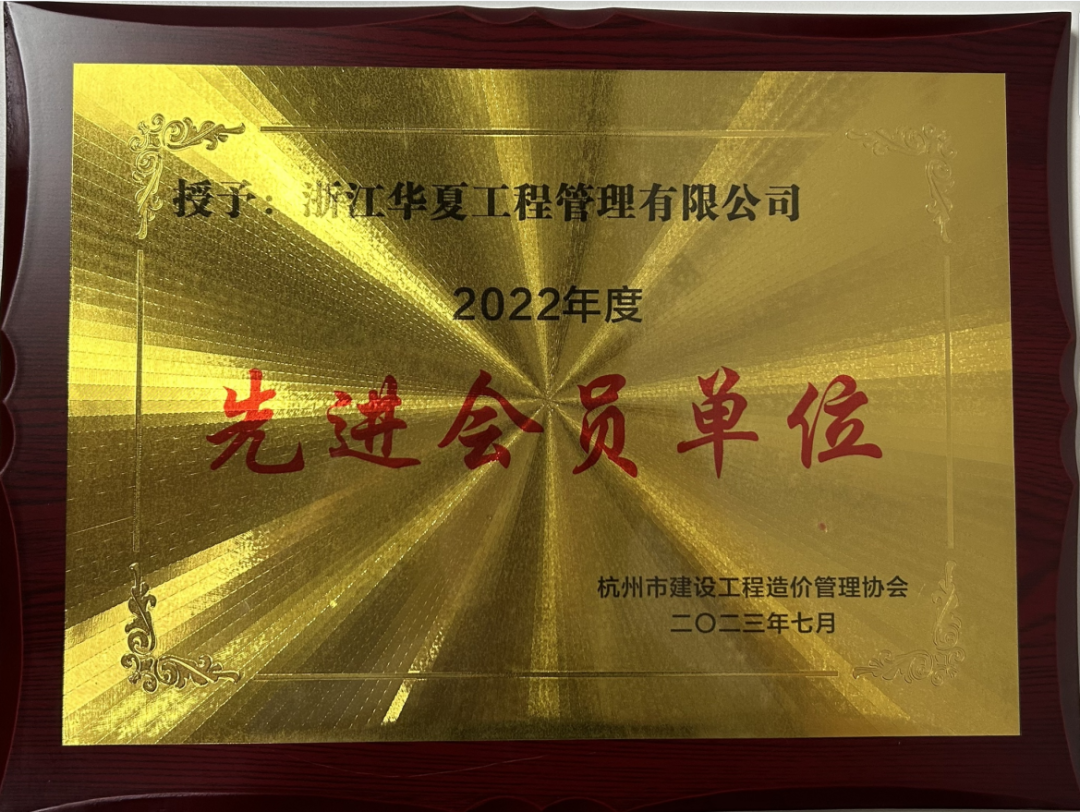 授予：浙江华夏工程管理有限公司
2022年度
先进会员单位
杭州市建设工程造价管理协会
二〇二三年七月